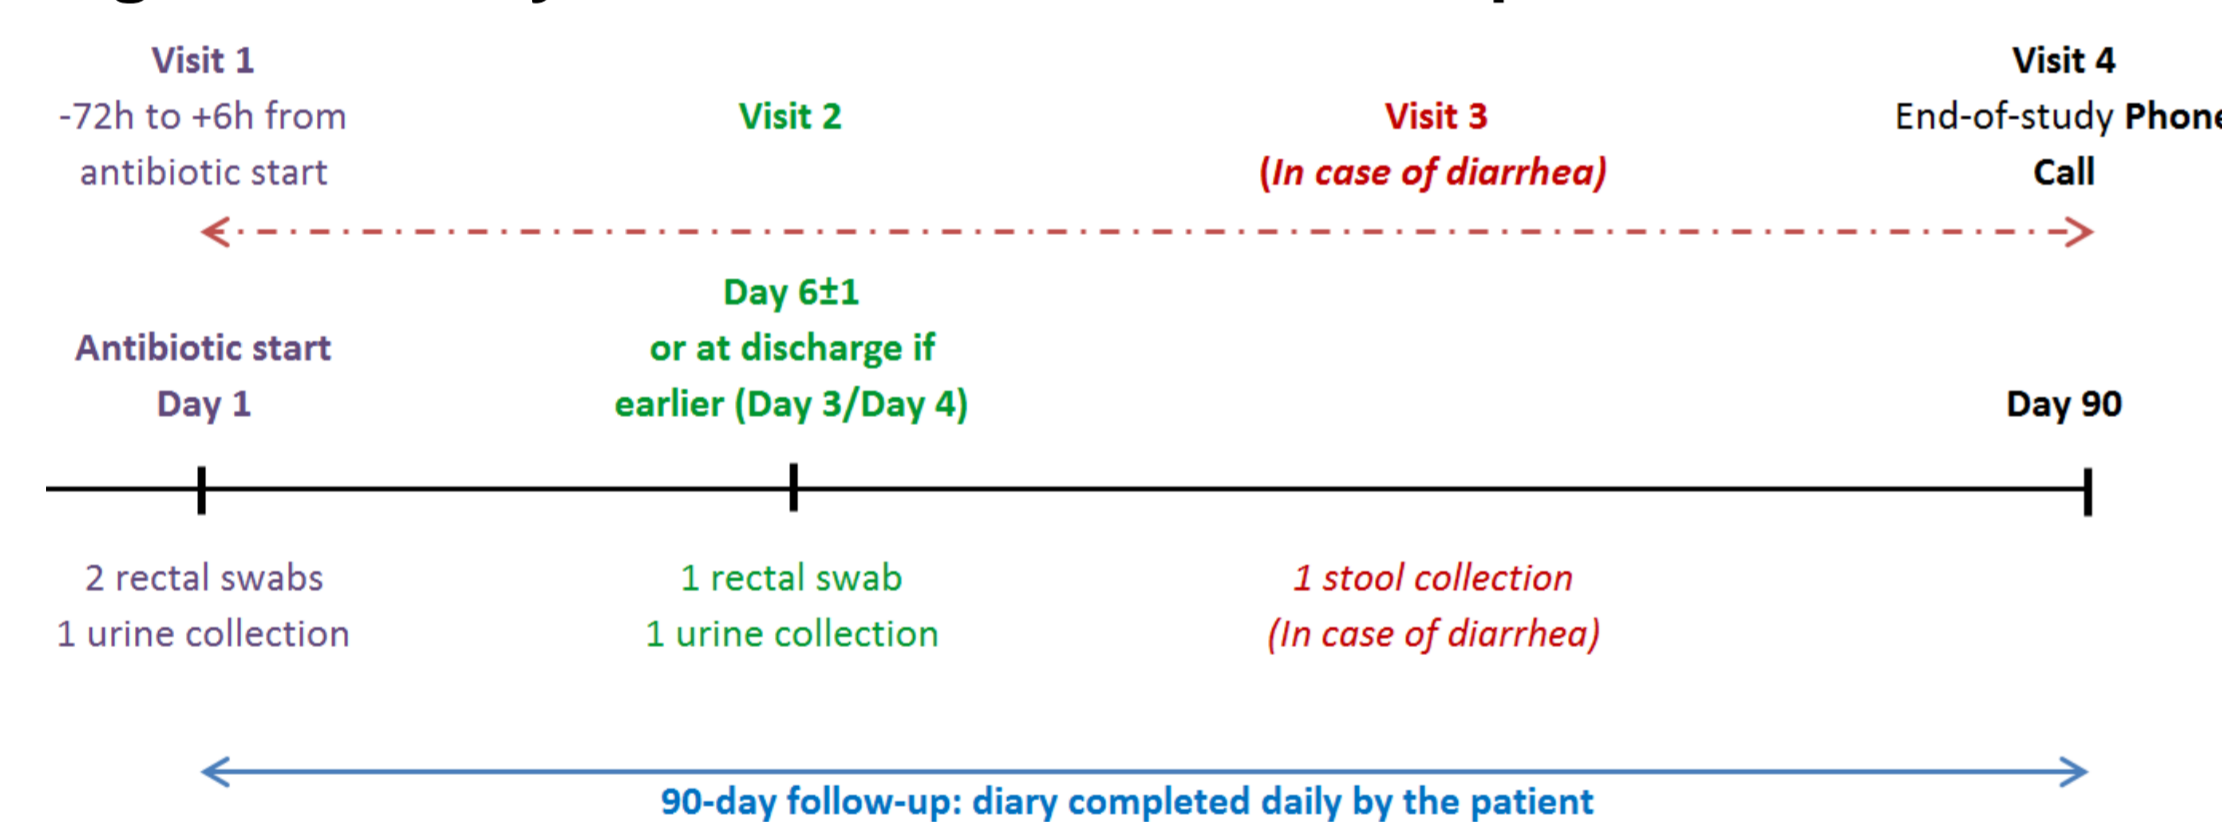 Visit 1
-72h to +6h from
antibiotic start
Visit 2
Visit 3
(In case of diarrhea)
Visit 4
End-of-study Phone
Call
Antibiotic start
Day 1
Day 6±1
or at discharge if
earlier (Day 3/Day 4)
Day 90
2 rectal swabs
1 urine collection
1 rectal swab
1 urine collection
1 stool collection
(In case of diarrhea)
90-day follow-up: diary completed daily by the patient